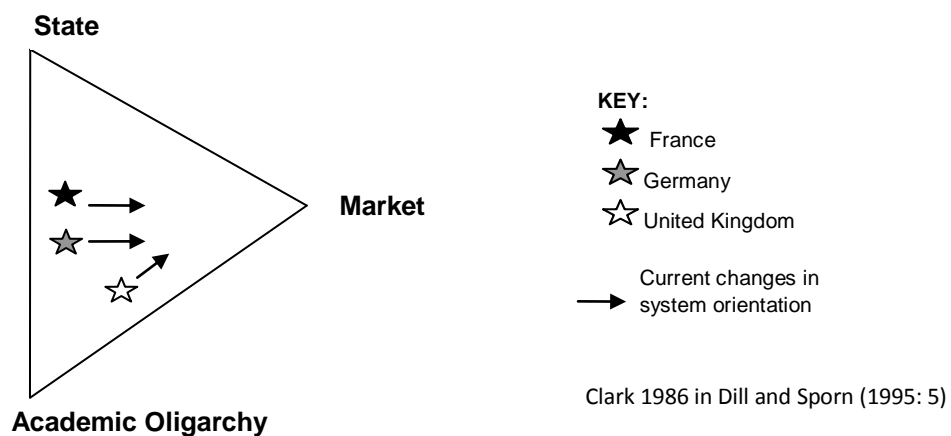 State
Market
Academic Oligarchy
KEY:
France
Germany
United Kingdom
Current changes in
system orientation
Clark 1986 in Dill and Sporn (1995: 5)